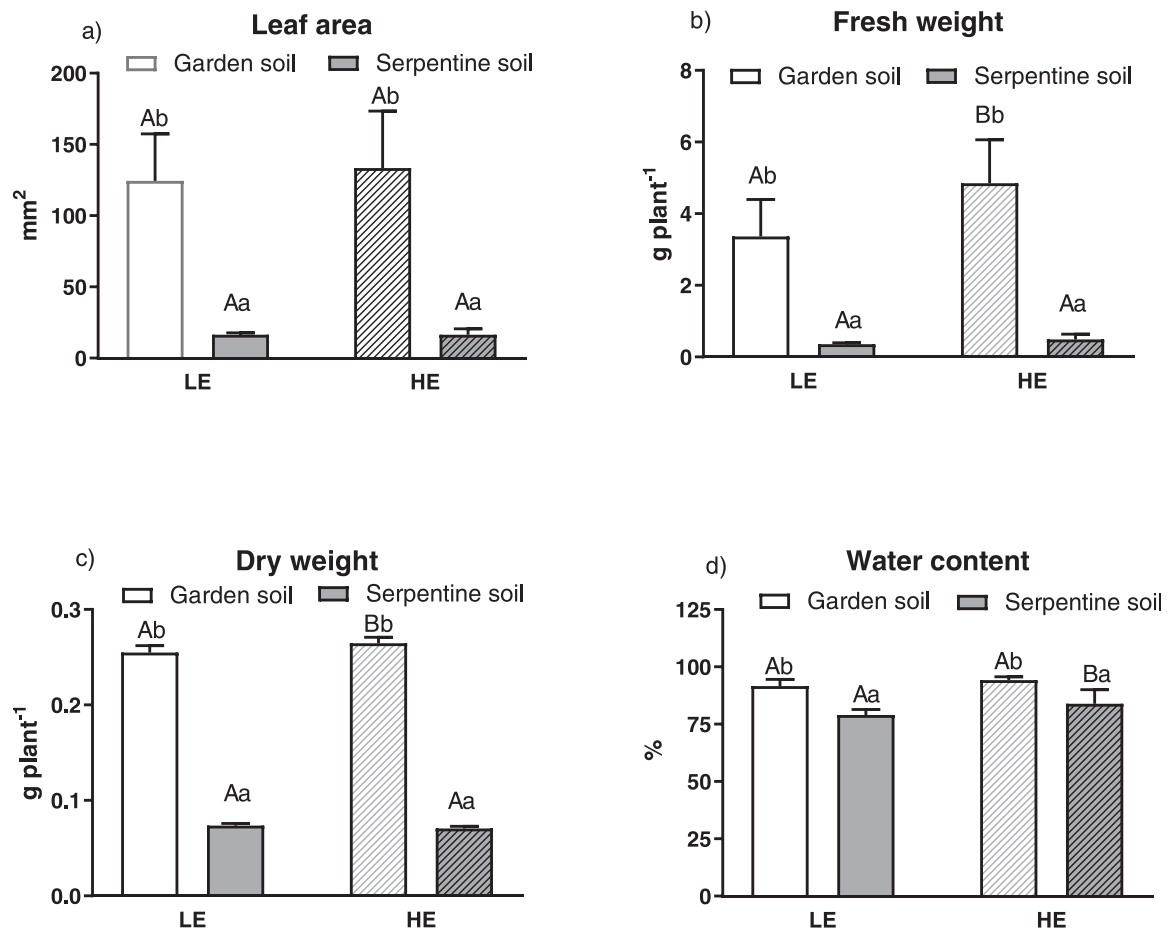 a)
Leaf area
Garden soil Serpentine soil
200
150
100
50
0
mm²
Ab
Aa
Ab
Aa
LE
HE
b)
Fresh weight
Garden soil Serpentine soil
8
6
4
2
0
g plant⁻¹
Ab
Aa
Bb
Aa
LE
HE
c)
Dry weight
Garden soil Serpentine soil
0.3
0.2
0.1
0.0
g plant⁻¹
Ab
Aa
Bb
Aa
LE
HE
d)
Water content
Garden soil Serpentine soil
125
100
75
50
25
0
%
Ab
Aa
Ab
Ba
LE
HE